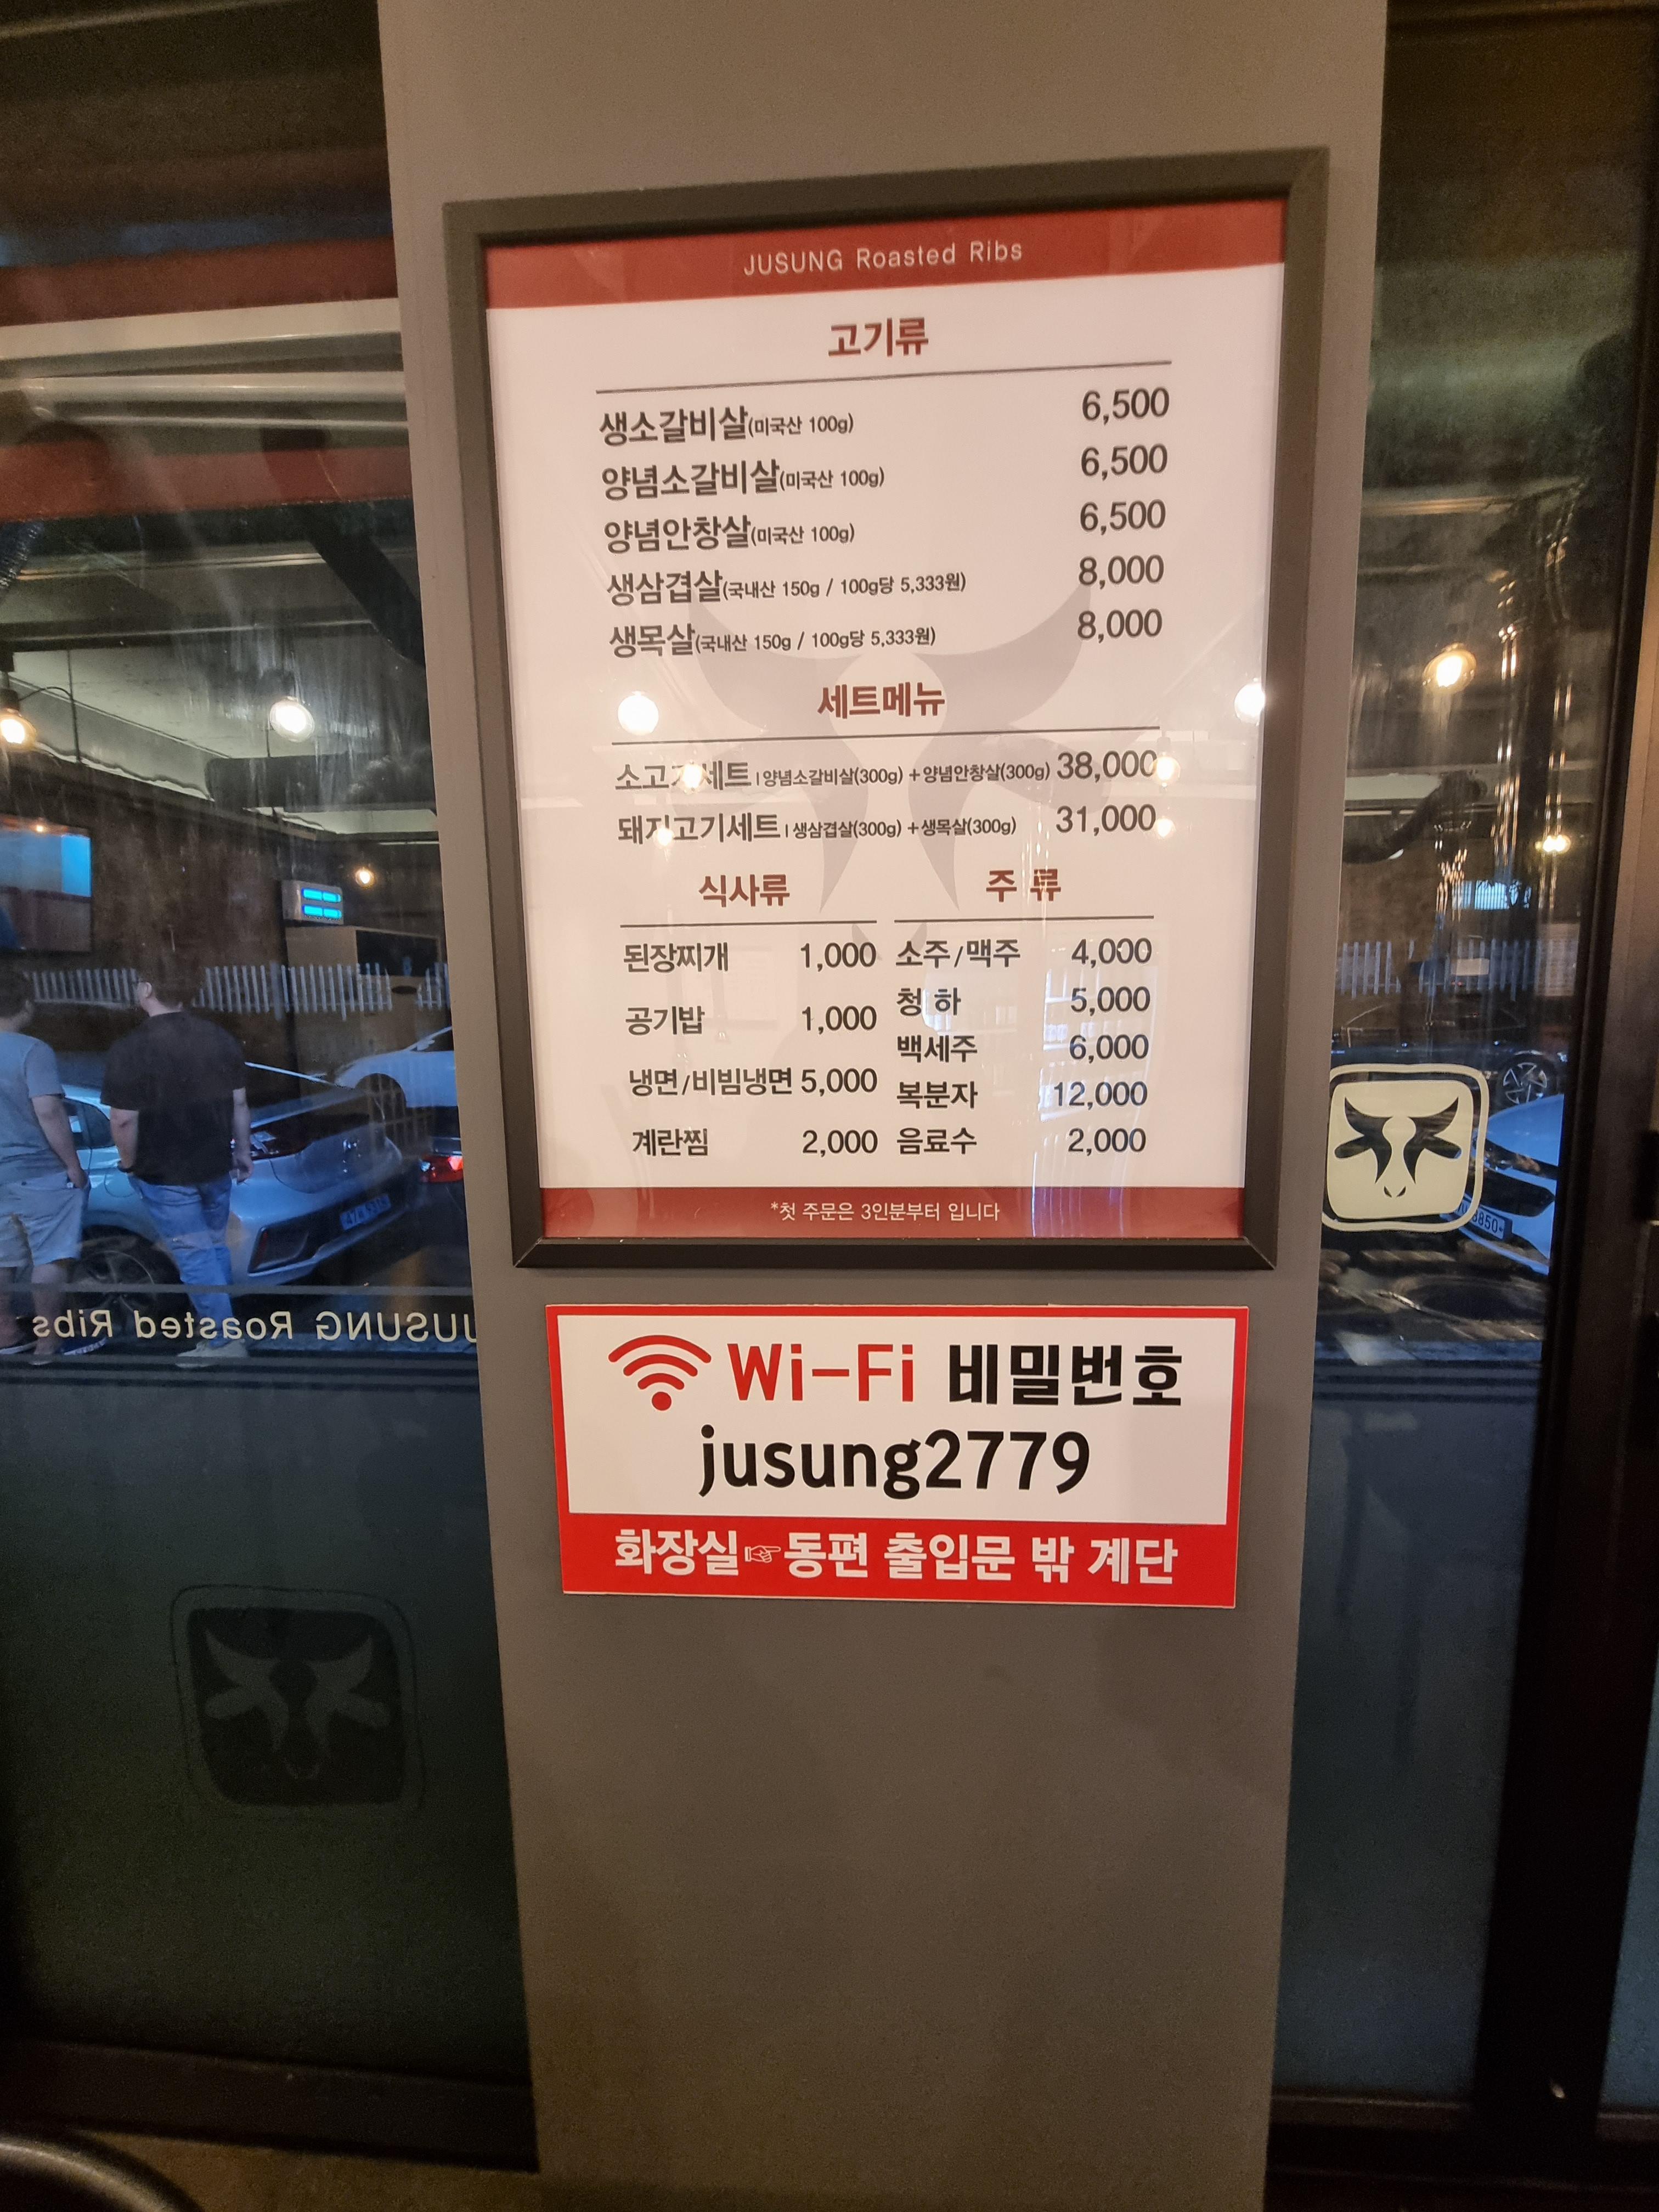 JUSUNG Roasted Ribs
고기류
생소갈비살(미국산 100g) 6,500
양념소갈비살(미국산 100g) 6,500
양념안창살(미국산 100g) 6,500
생삼겹살(국내산 150g / 100g당 5,333원) 8,000
생목살(국내산 150g / 100g당 5,333원) 8,000
세트메뉴
소고기세트 | 양념소갈비살(300g) + 양념안창살(300g) 38,000
돼지고기세트 | 생삼겹살(300g) + 생목살(300g) 31,000
식사류
된장찌개 1,000
공기밥 1,000
냉면/비빔냉면 5,000
계란찜 2,000
주 류
소주/맥주 4,000
청 하 5,000
백세주 6,000
복분자 12,000
음료수 2,000
*첫 주문은 3인분부터 입니다
JUSUNG Roasted Ribs
Wi-Fi 비밀번호
jusung2779
화장실☞동편 출입문 밖 계단